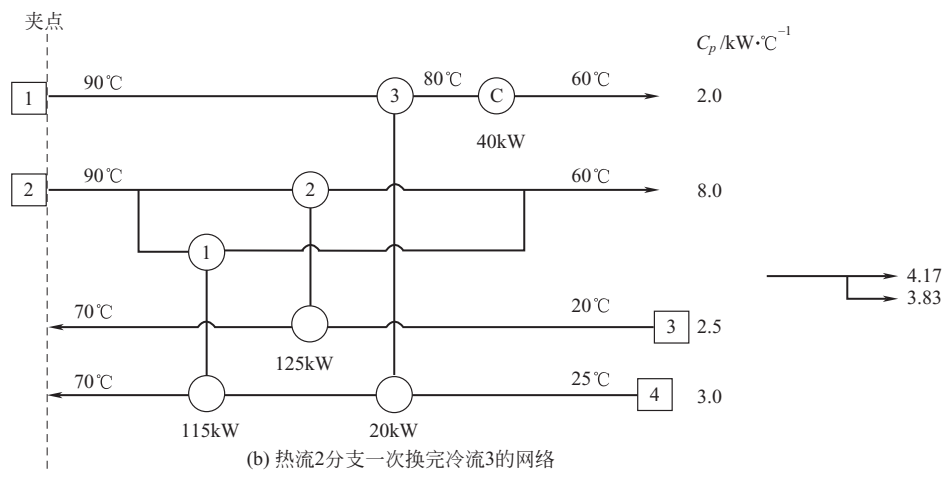 夹点
Cp /kW·℃⁻¹
1 90℃ 3 80℃ C 60℃ 2.0
40kW
2 90℃ 2 60℃ 8.0
1
4.17
3.83
70℃ 20℃ 3 2.5
125kW
70℃ 25℃ 4 3.0
115kW 20kW
(b) 热流2分支一次换完冷流3的网络